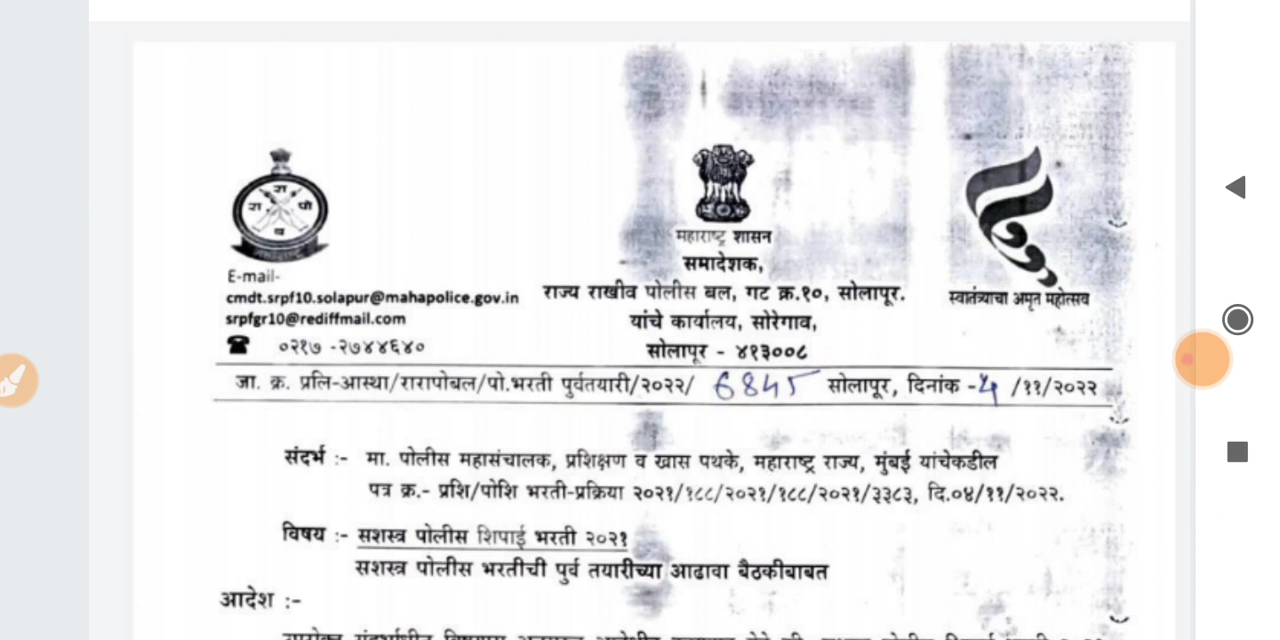 रा
रा पो
ब
महाराष्ट्र शासन
समादेशक,
राज्य राखीव पोलीस बल, गट क्र.१०, सोलापूर.
यांचे कार्यालय, सोरेगाव,
सोलापूर - ४१३००८
E-mail-
cmdt.srpf10.solapur@mahapolice.gov.in
srpfgr10@rediffmail.com
☎ ०२१७ -२७४४६४०
स्वातंत्र्याचा अमृत महोत्सव
जा. क्र. प्रलि-आस्था/रारापोबल/पो.भरती पुर्वतयारी/२०२२/ 6845 सोलापूर, दिनांक - /११/२०२२
संदर्भ :- मा. पोलीस महासंचालक, प्रशिक्षण व खास पथके, महाराष्ट्र राज्य, मुंबई यांचेकडील
पत्र क्र.- प्रशि/पोशि भरती-प्रक्रिया २०२१/१८८/२०२१/१८८/२०२१/३३८३, दि.०४/११/२०२२.
विषय :- सशस्त्र पोलीस शिपाई भरती २०२१
सशस्त्र पोलीस भरतीची पुर्व तयारीच्या आढावा बैठकीबाबत
आदेश :-